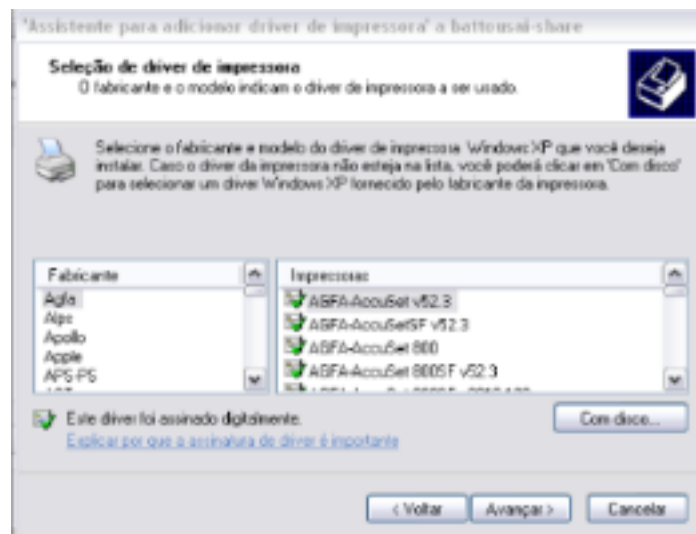 'Assistente para adicionar driver de impressora' a battousai-share
Seleção de driver de impressora
O fabricante e o modelo indicam o driver de impressora a ser usado.
Selecione o fabricante e modelo do driver de impressora Windows XP que você deseja
instalar. Caso o driver da impressora não esteja na lista, você poderá clicar em 'Com disco'
para selecionar um driver Windows XP fornecido pelo fabricante da impressora.
Fabricante
Agfa
Alps
Apollo
Apple
APS-PS
Impressoras
AGFA-AccuSet v52.3
AGFA-AccuSetSF v52.3
AGFA-AccuSet 800
AGFA-AccuSet 800SF v52.3
Este driver foi assinado digitalmente.
Explicar por que a assinatura de driver é importante
Com disco...
< Voltar
Avançar >
Cancelar